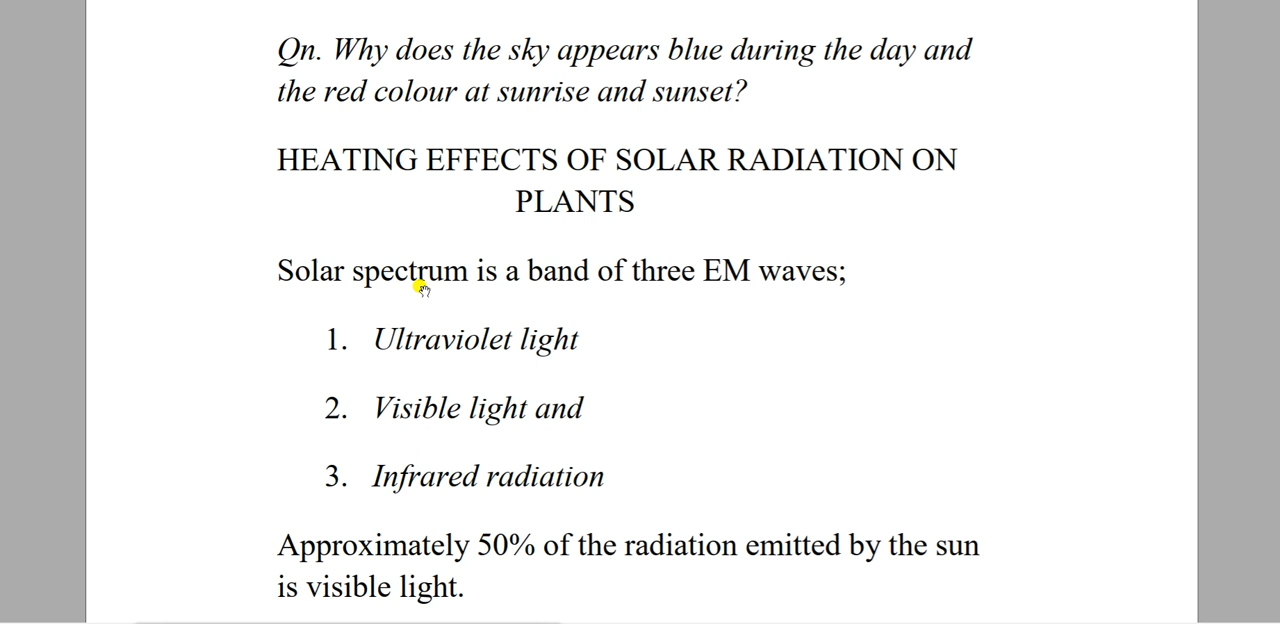 Qn. Why does the sky appears blue during the day and
the red colour at sunrise and sunset?
HEATING EFFECTS OF SOLAR RADIATION ON
PLANTS
Solar spectrum is a band of three EM waves;
1. Ultraviolet light
2. Visible light and
3. Infrared radiation
Approximately 50% of the radiation emitted by the sun
is visible light.